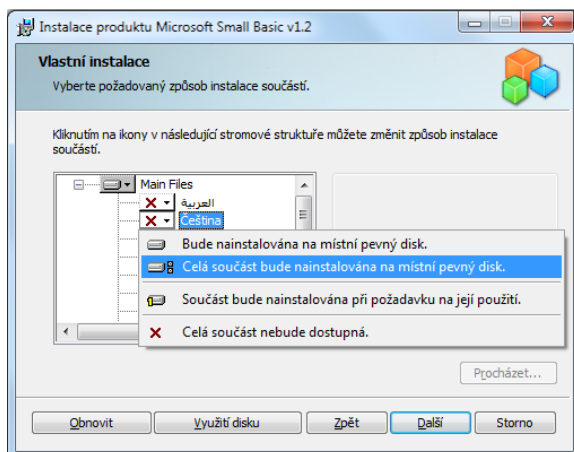 Instalace produktu Microsoft Small Basic v1.2
Vlastní instalace
Vyberte požadovaný způsob instalace součástí.
Kliknutím na ikony v následující stromové struktuře můžete změnit způsob instalace
součástí.
Main Files
العربية
Čeština
Bude nainstalována na místní pevný disk.
Celá součást bude nainstalována na místní pevný disk.
Součást bude nainstalována při požadavku na její použití.
Celá součást nebude dostupná.
Procházet...
Obnovit
Využití disku
Zpět
Další
Storno